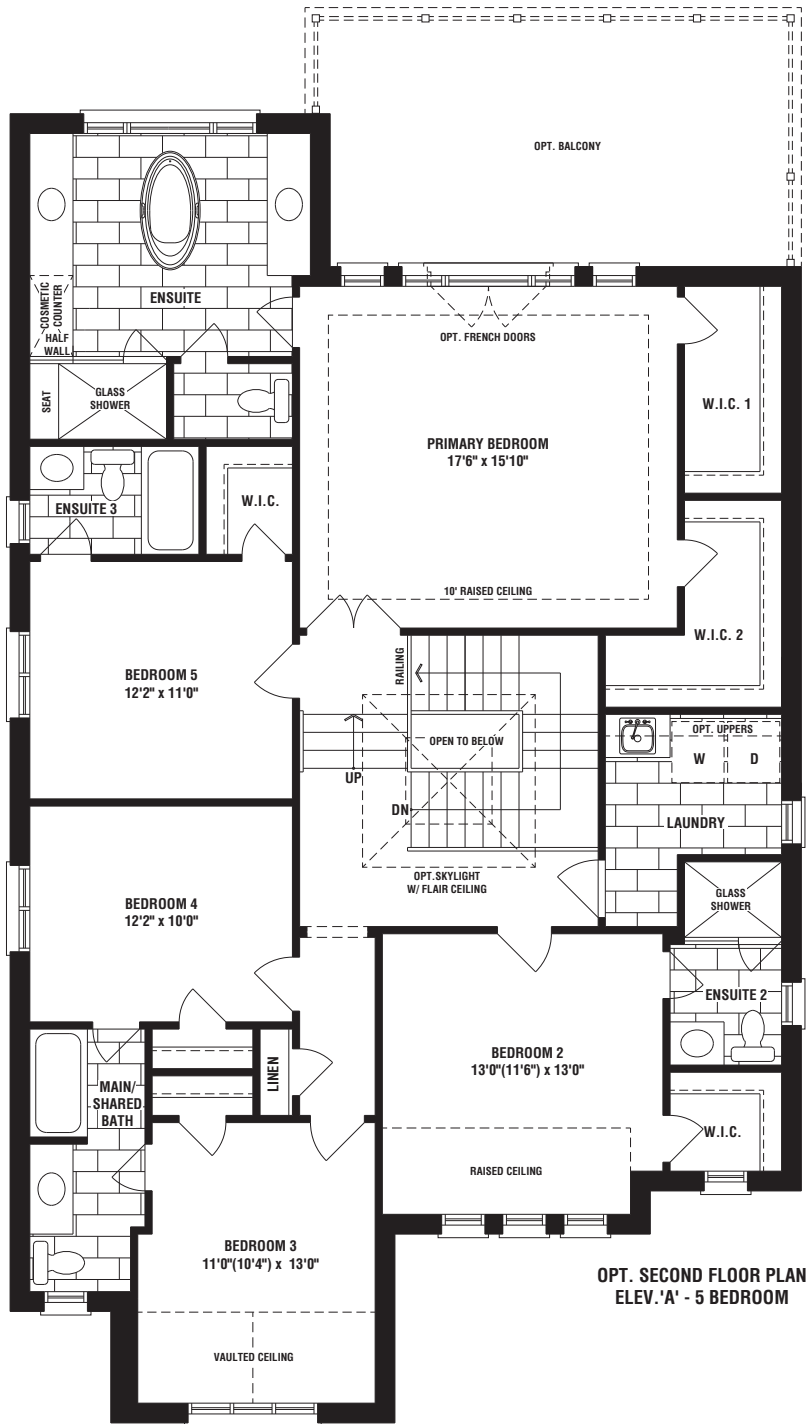 OPT. BALCONY
COSMETIC
COUNTER
ENSUITE
HALF
WALL
OPT. FRENCH DOORS
SEAT
GLASS
SHOWER
W.I.C. 1
PRIMARY BEDROOM
17'6" x 15'10"
W.I.C.
ENSUITE 3
10' RAISED CEILING
W.I.C. 2
BEDROOM 5
12'2" x 11'0"
RAILING
OPT. UPPERS
OPEN TO BELOW
W
D
UP
DN
LAUNDRY
OPT.SKYLIGHT
W/ FLAIR CEILING
GLASS
SHOWER
BEDROOM 4
12'2" x 10'0"
ENSUITE 2
BEDROOM 2
13'0"(11'6") x 13'0"
LINEN
MAIN/
SHARED
BATH
W.I.C.
RAISED CEILING
BEDROOM 3
11'0"(10'4") x 13'0"
OPT. SECOND FLOOR PLAN
ELEV.'A' - 5 BEDROOM
VAULTED CEILING